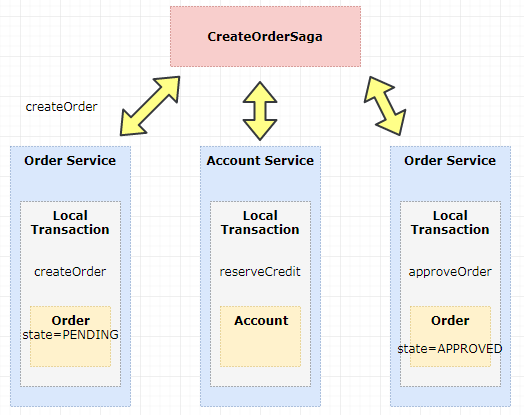 CreateOrderSaga
createOrder
Order Service
Local
Transaction
createOrder
Order
state=PENDING
Account Service
Local
Transaction
reserveCredit
Account
Order Service
Local
Transaction
approveOrder
Order
state=APPROVED